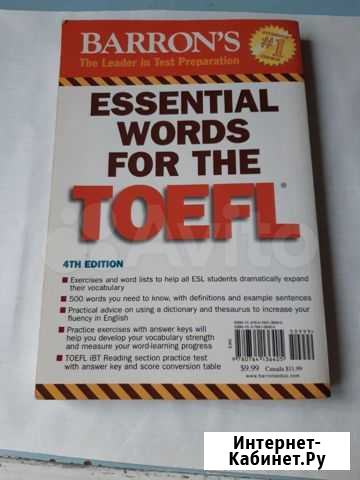 BARRON'S
The Leader in Test Preparation
#1
ESSENTIAL
WORDS
FOR THE
TOEFL®
4TH EDITION
Exercises and word lists to help all ESL students dramatically expand
their vocabulary
500 words you need to know, with definitions and example sentences
Practical advice on using a dictionary and thesaurus to increase your
fluency in English
Practice exercises with answer keys will
help you develop your vocabulary strength
and measure your word-learning progress
TOEFL iBT Reading section practice test
with answer key and score conversion table
9 780764 136405
$9.99 Canada $11.99
www.barronseduc.com
Avito
Интернет-
Кабинет.Ру